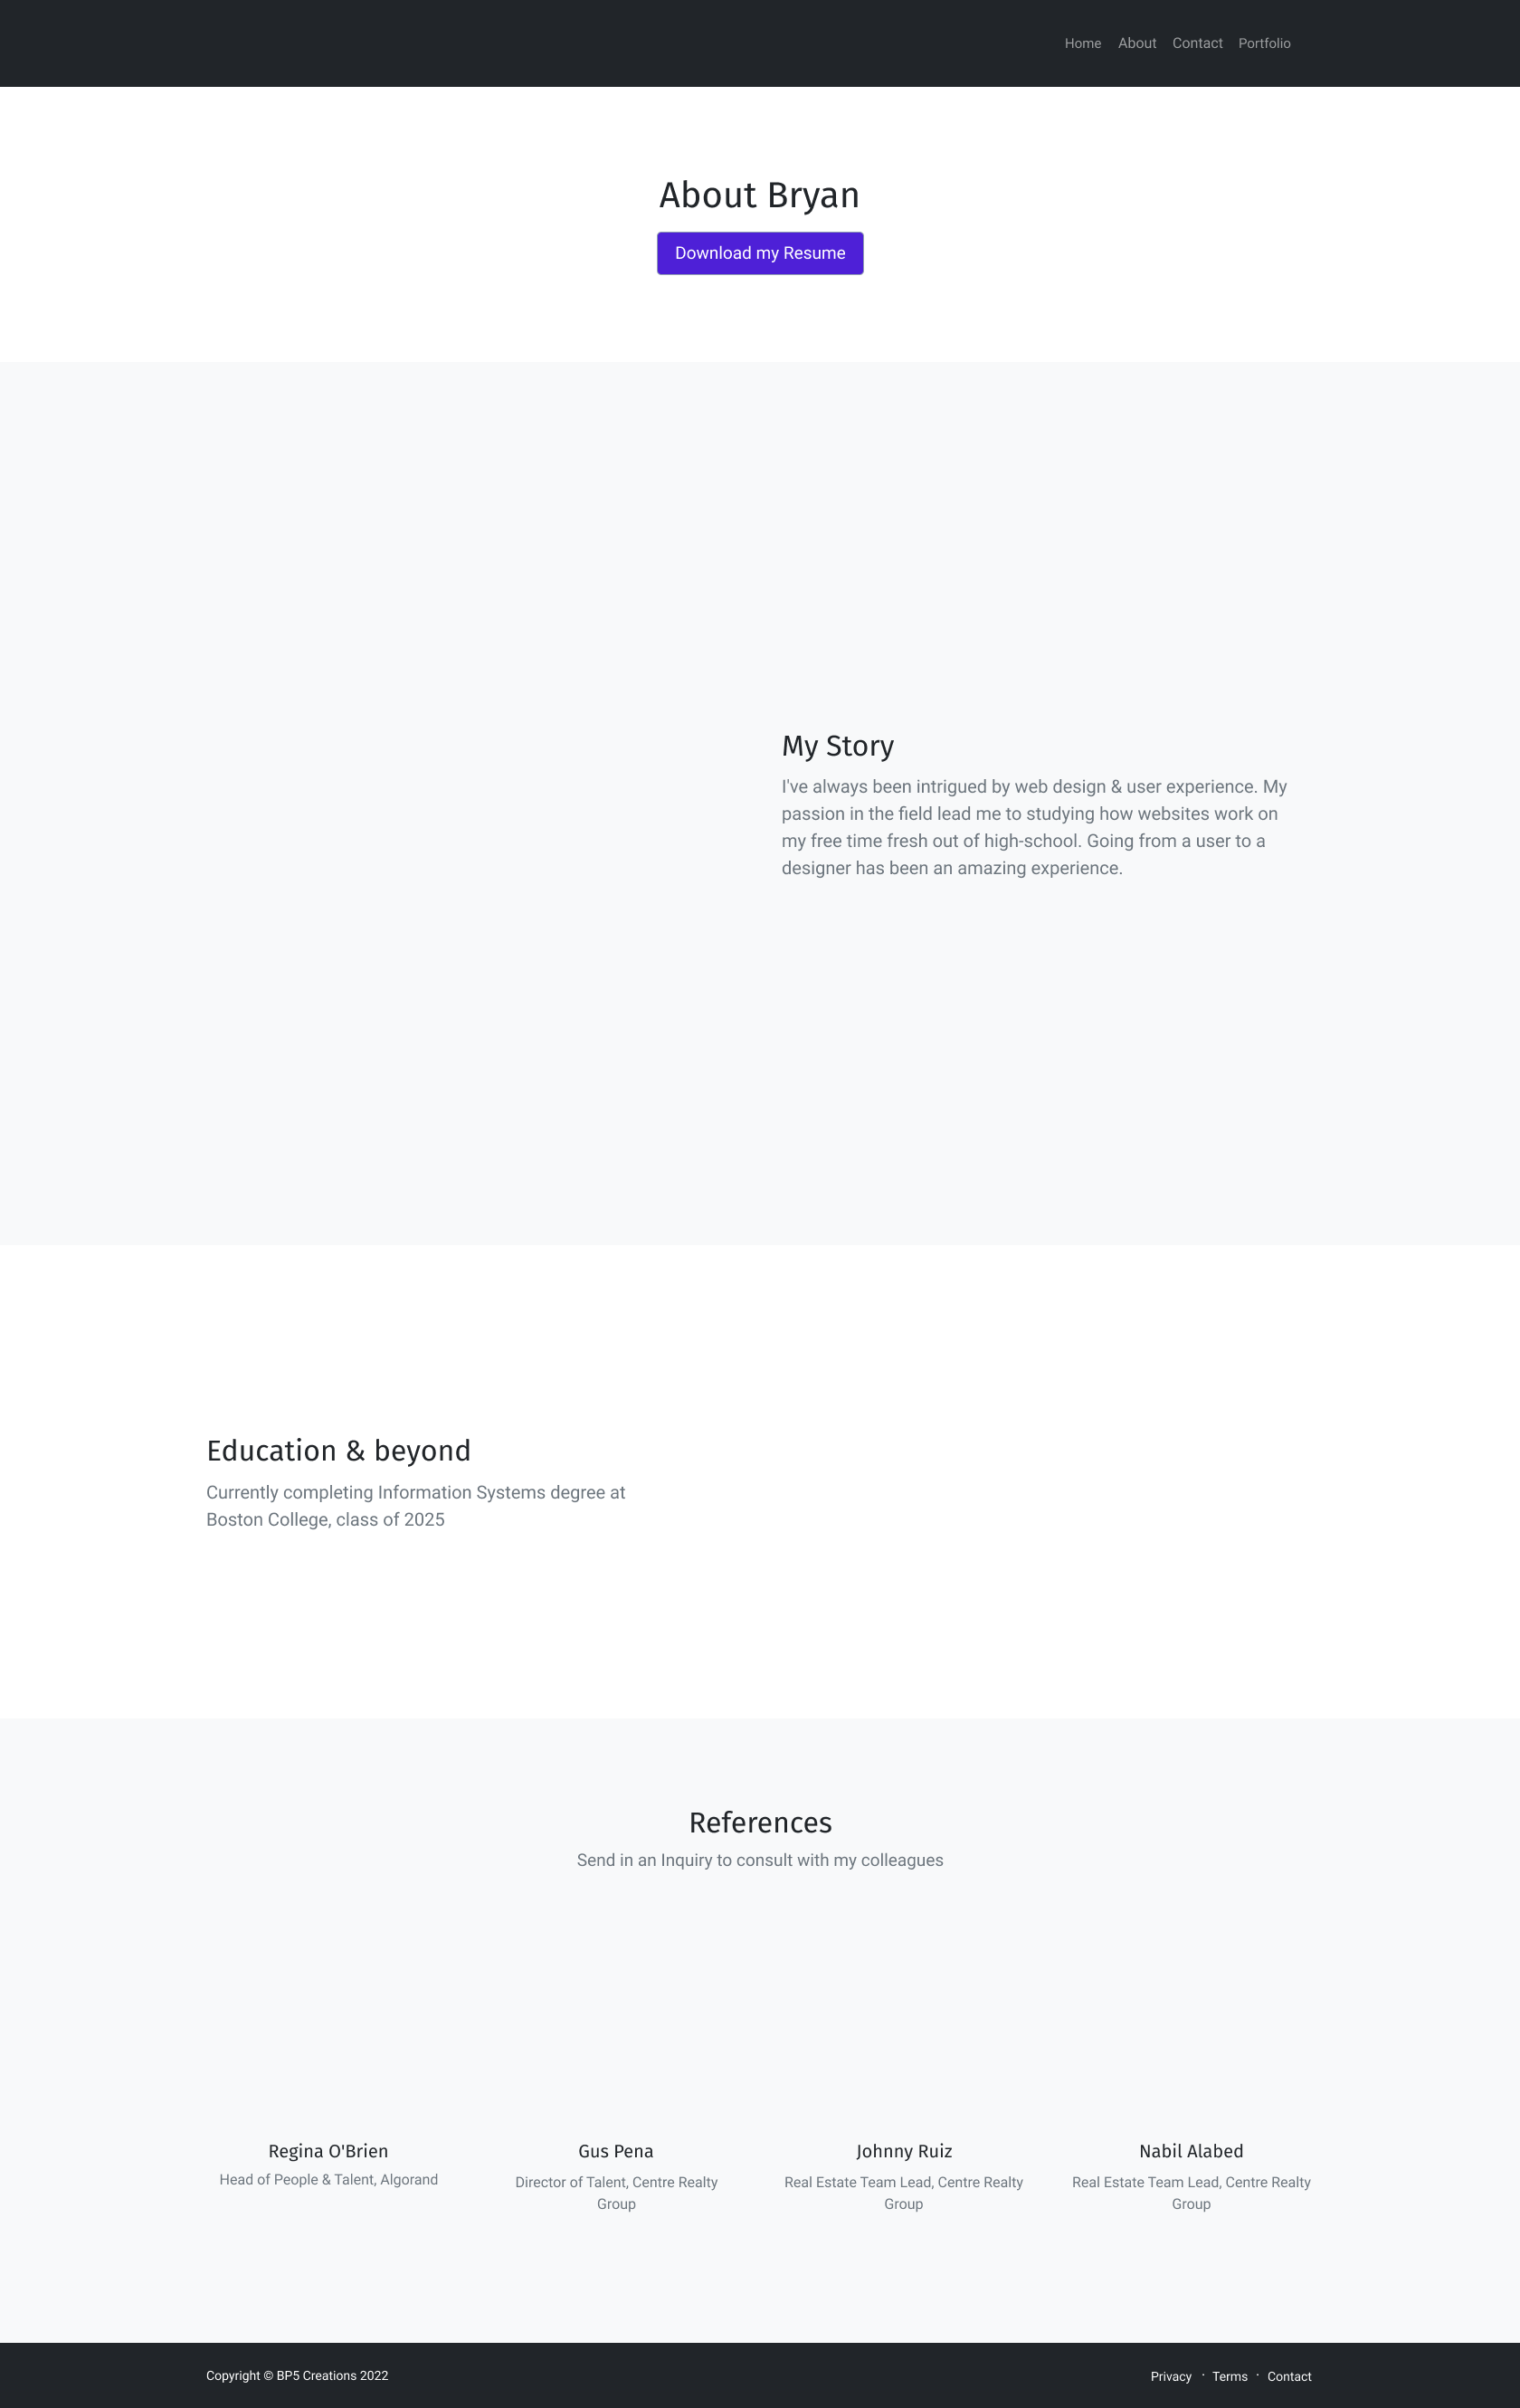 Home About Contact Portfolio
About Bryan
Download my Resume
My Story
I've always been intrigued by web design & user experience. My
passion in the field lead me to studying how websites work on
my free time fresh out of high-school. Going from a user to a
designer has been an amazing experience.
Education & beyond
Currently completing Information Systems degree at
Boston College, class of 2025
References
Send in an Inquiry to consult with my colleagues
Regina O'Brien
Head of People & Talent, Algorand
Gus Pena
Director of Talent, Centre Realty
Group
Johnny Ruiz
Real Estate Team Lead, Centre Realty
Group
Nabil Alabed
Real Estate Team Lead, Centre Realty
Group
Copyright © BP5 Creations 2022
Privacy · Terms · Contact